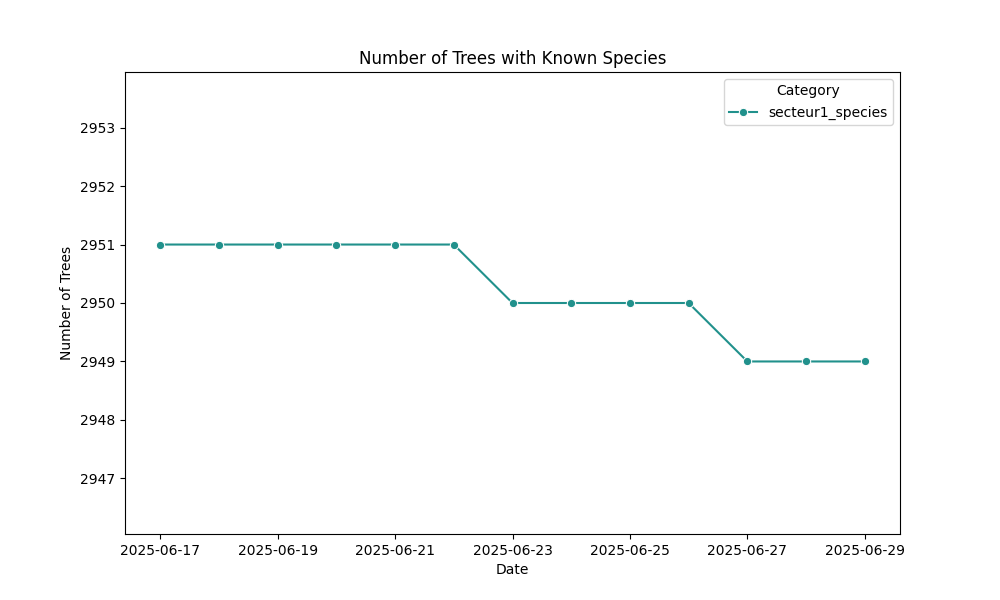 Number of Trees with Known Species
Category
secteur1_species
2953
2952
2951
2950
2949
2948
2947
Number of Trees
2025-06-17 2025-06-19 2025-06-21 2025-06-23 2025-06-25 2025-06-27 2025-06-29
Date